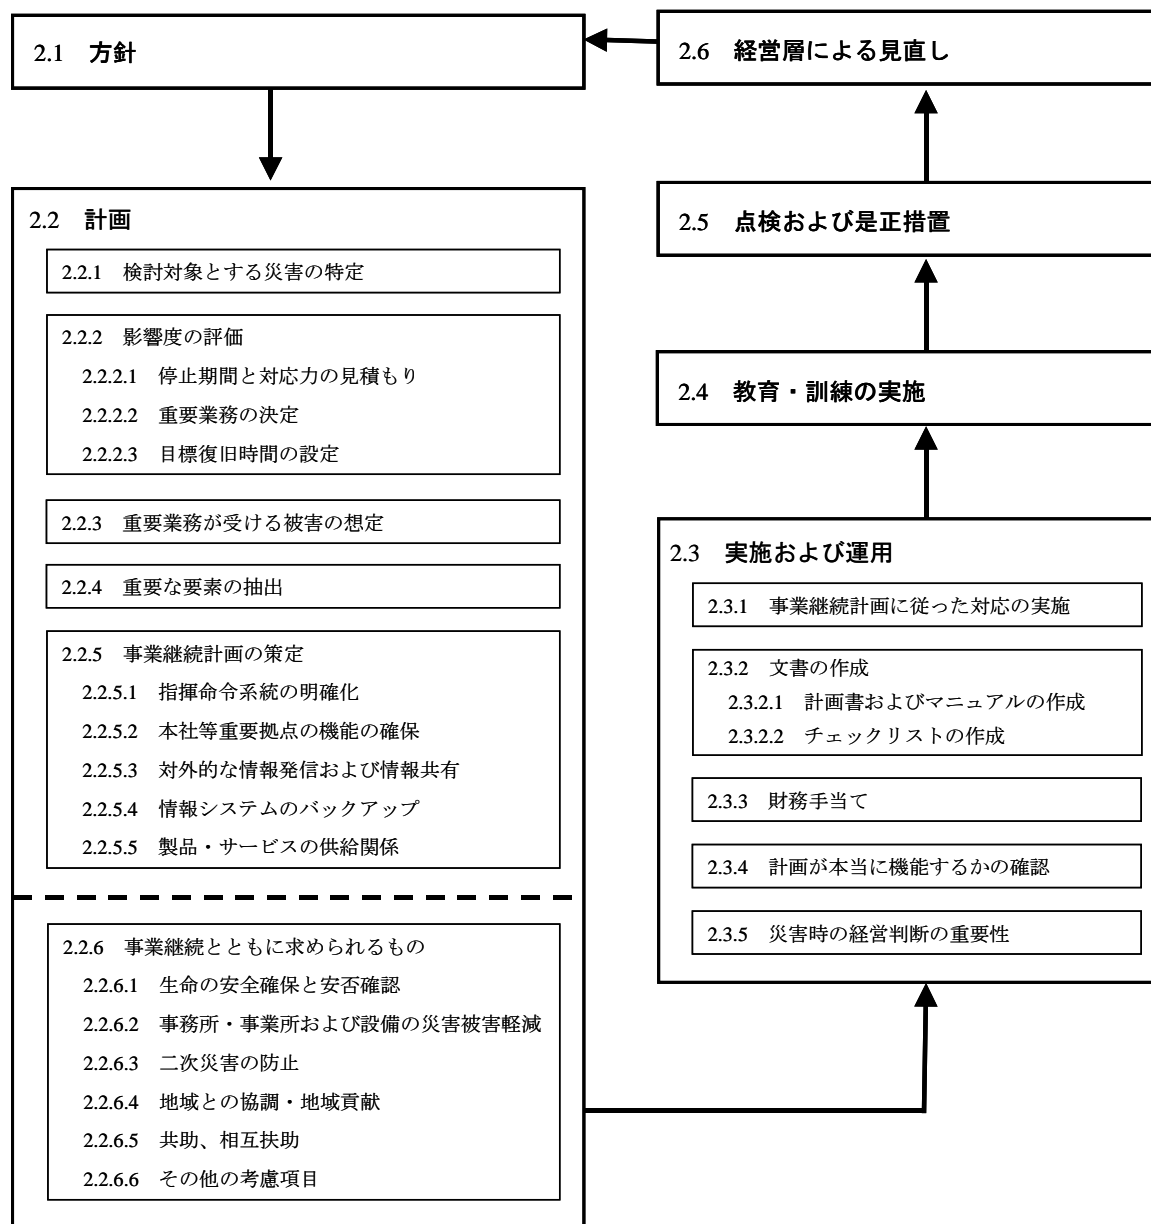 2.1 方針
2.2 計画
2.2.1 検討対象とする災害の特定
2.2.2 影響度の評価
2.2.2.1 停止期間と対応力の見積もり
2.2.2.2 重要業務の決定
2.2.2.3 目標復旧時間の設定
2.2.3 重要業務が受ける被害の想定
2.2.4 重要な要素の抽出
2.2.5 事業継続計画の策定
2.2.5.1 指揮命令系統の明確化
2.2.5.2 本社等重要拠点の機能の確保
2.2.5.3 対外的な情報発信および情報共有
2.2.5.4 情報システムのバックアップ
2.2.5.5 製品・サービスの供給関係
2.2.6 事業継続とともに求められるもの
2.2.6.1 生命の安全確保と安否確認
2.2.6.2 事務所・事業所および設備の災害被害軽減
2.2.6.3 二次災害の防止
2.2.6.4 地域との協調・地域貢献
2.2.6.5 共助、相互扶助
2.2.6.6 その他の考慮項目
2.3 実施および運用
2.3.1 事業継続計画に従った対応の実施
2.3.2 文書の作成
2.3.2.1 計画書およびマニュアルの作成
2.3.2.2 チェックリストの作成
2.3.3 財務手当て
2.3.4 計画が本当に機能するかの確認
2.3.5 災害時の経営判断の重要性
2.4 教育・訓練の実施
2.5 点検および是正措置
2.6 経営層による見直し